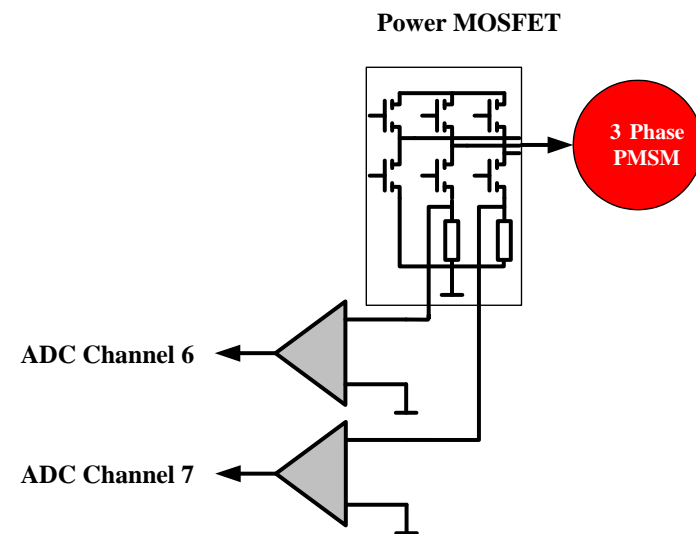 Power MOSFET
3 Phase
PMSM
ADC Channel 6
ADC Channel 7